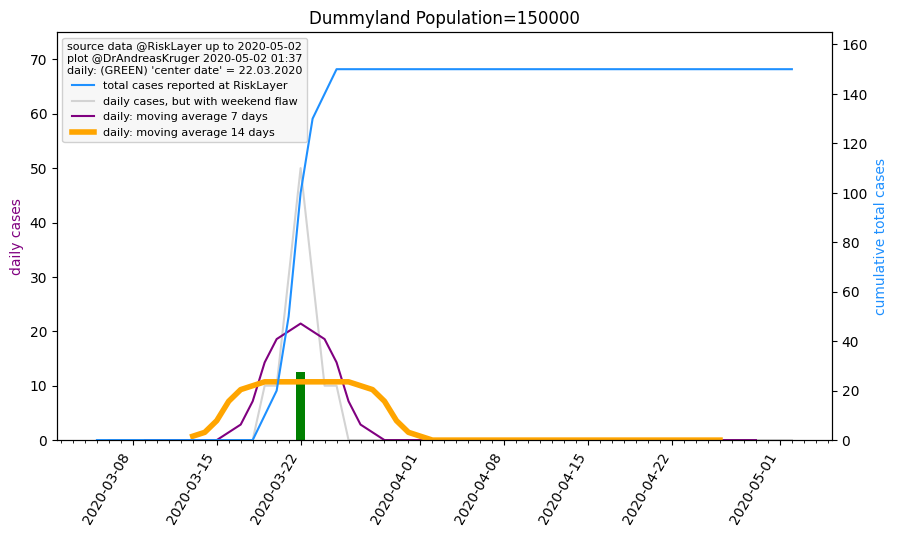 Dummyland Population=150000
source data @RiskLayer up to 2020-05-02
plot @DrAndreasKruger 2020-05-02 01:37
daily: (GREEN) 'center date' = 22.03.2020
total cases reported at RiskLayer
daily cases, but with weekend flaw
daily: moving average 7 days
daily: moving average 14 days
daily cases
70
60
50
40
30
20
10
0
160
140
120
100
80
60
40
20
0
cumulative total cases
2020-03-08
2020-03-15
2020-03-22
2020-04-01
2020-04-08
2020-04-15
2020-04-22
2020-05-01